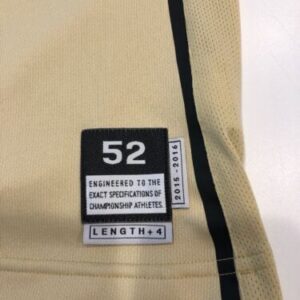 52
ENGINEERED TO THE
EXACT SPECIFICATIONS OF
CHAMPIONSHIP ATHLETES.
LENGTH +4
2015 - 2016